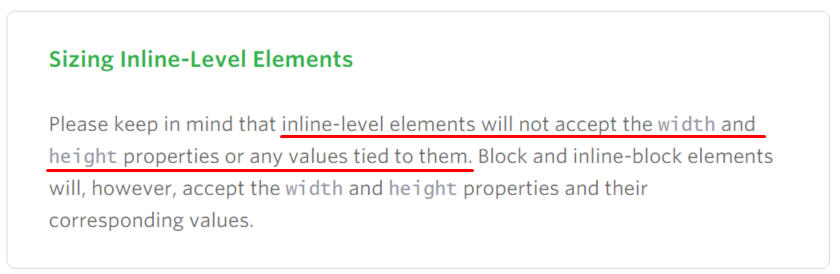 Sizing Inline-Level Elements
Please keep in mind that inline-level elements will not accept the width and
height properties or any values tied to them. Block and inline-block elements
will, however, accept the width and height properties and their
corresponding values.